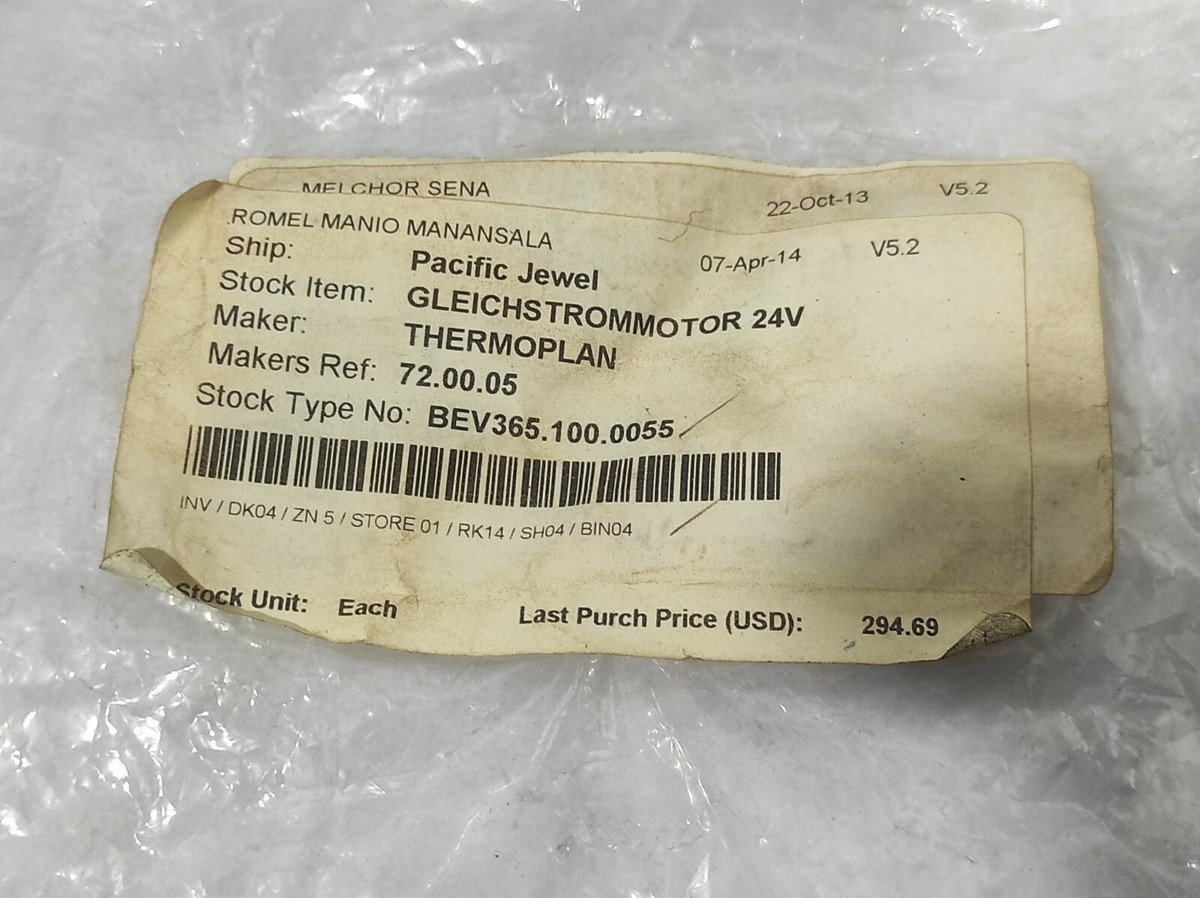 MELCHOR SENA 22-Oct-13 V5.2
ROMEL MANIO MANANSALA 07-Apr-14 V5.2
Ship: Pacific Jewel
Stock Item: GLEICHSTROMMOTOR 24V
Maker: THERMOPLAN
Makers Ref: 72.00.05
Stock Type No: BEV365.100.0055
INV / DK04 / ZN 5 / STORE 01 / RK14 / SH04 / BIN04
Stock Unit: Each Last Purch Price (USD): 294.69